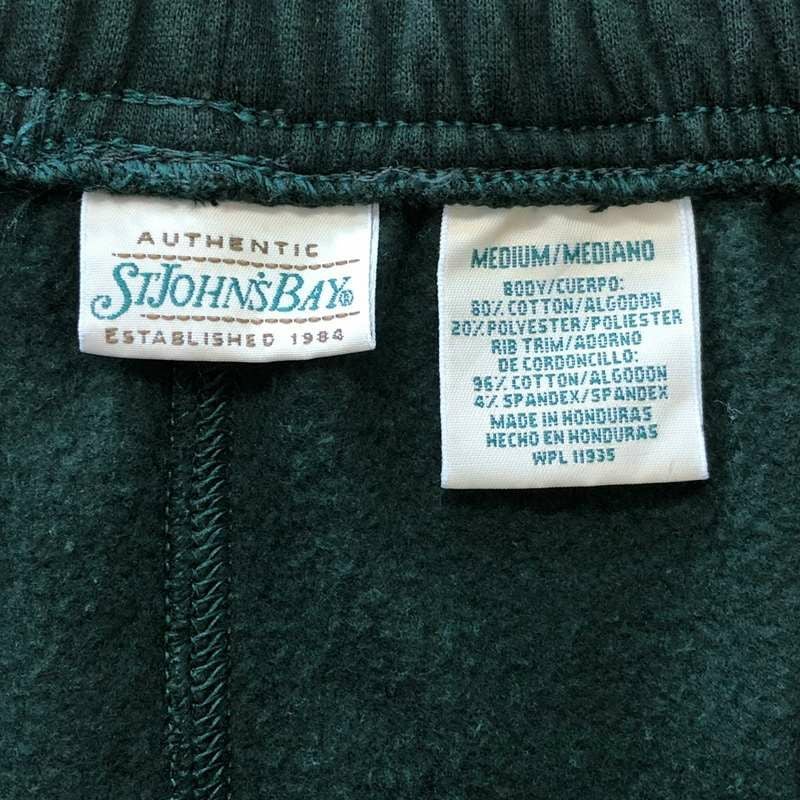 AUTHENTIC
ST JOHN'S BAY®
ESTABLISHED 1984
MEDIUM/MEDIANO
BODY/CUERPO:
80% COTTON/ALGODON
20% POLYESTER/POLIESTER
RIB TRIM/ADORNO
DE CORDONCILLO:
96% COTTON/ALGODON
4% SPANDEX/SPANDEX
MADE IN HONDURAS
HECHO EN HONDURAS
WPL 11935